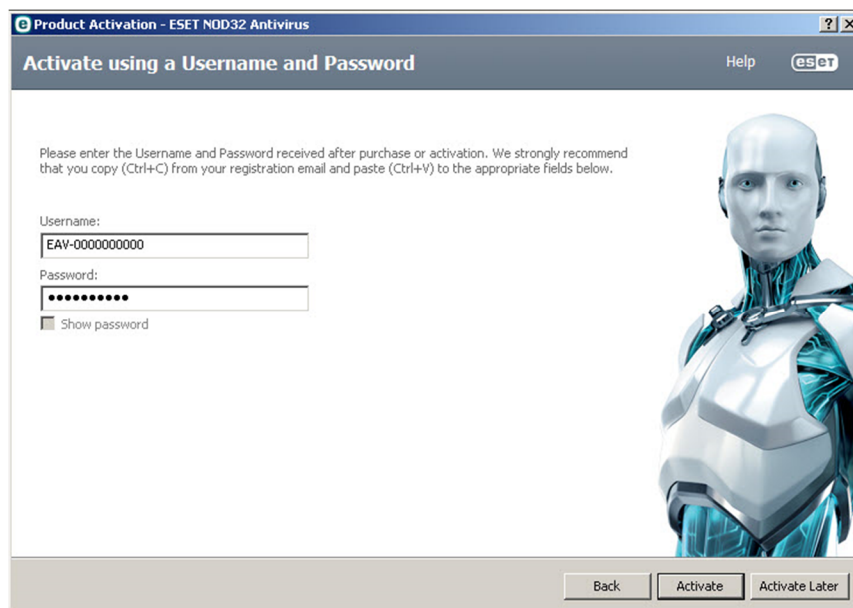 e Product Activation - ESET NOD32 Antivirus
Activate using a Username and Password
Help
eseT
Please enter the Username and Password received after purchase or activation. We strongly recommend
that you copy (Ctrl+C) from your registration email and paste (Ctrl+V) to the appropriate fields below.
Username:
EAV-0000000000
Password:
●●●●●●●●●●
Show password
Back
Activate
Activate Later